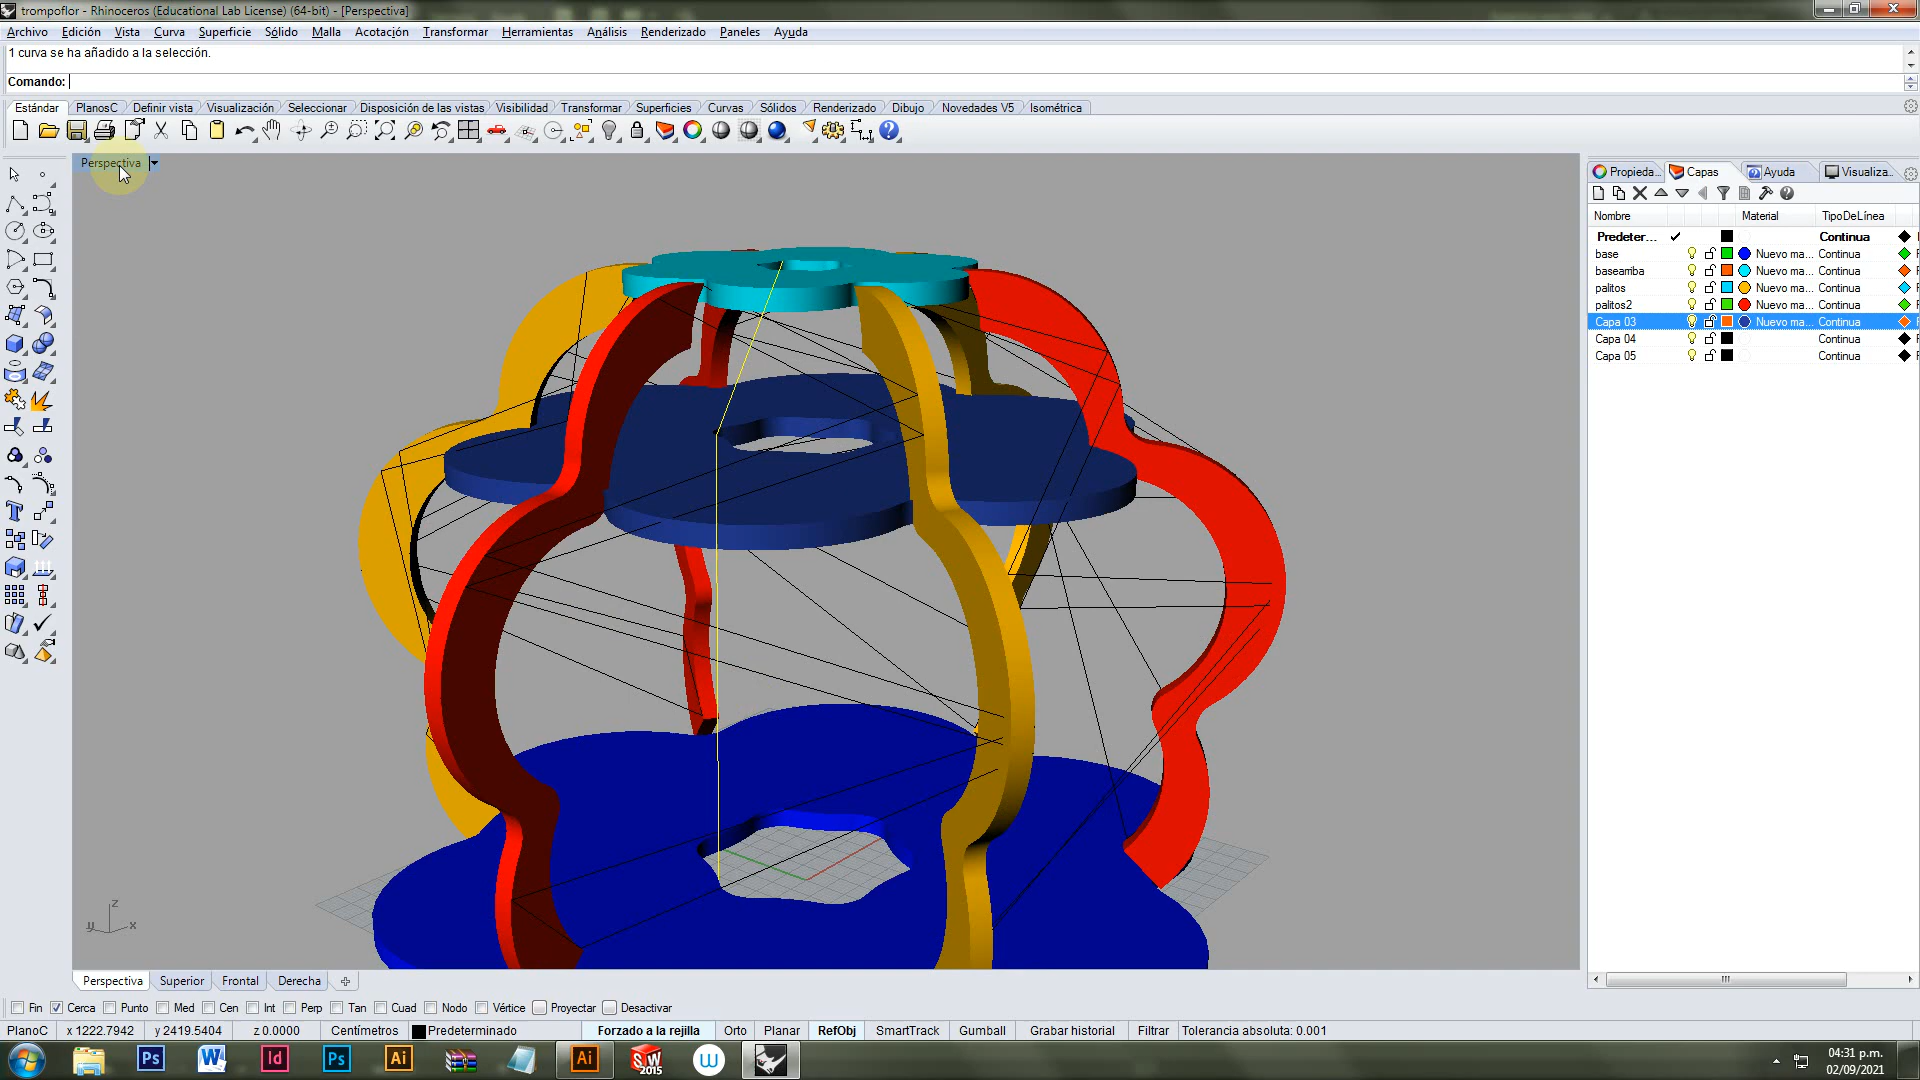 trompoflor - Rhinoceros (Educational Lab License) (64-bit) - [Perspectiva]
Archivo Edición Vista Curva Superficie Sólido Malla Acotación Transformar Herramientas Análisis Renderizado Paneles Ayuda
1 curva se ha añadido a la selección.
Comando:
Estándar PlanosC Definir vista Visualización Seleccionar Disposición de las vistas Visibilidad Transformar Superficies Curvas Sólidos Renderizado Dibujo Novedades V5 Isométrica
Perspectiva
Propieda... Capas Ayuda Visualiza...
Nombre Material TipoDeLínea
Predeter... Continua
base Nuevo ma... Continua
baseamba Nuevo ma... Continua
palitos Nuevo ma... Continua
palitos2 Nuevo ma... Continua
Capa 03 Nuevo ma... Continua
Capa 04 Continua
Capa 05 Continua
z
y x
Perspectiva Superior Frontal Derecha
Fin Cerca Punto Med Cen Int Perp Tan Cuad Nodo Vértice Proyectar Desactivar
PlanoC x 1222.7942 y 2419.5404 z 0.0000 Centímetros Predeterminado Forzado a la rejilla Orto Planar RefObj SmartTrack Gumball Grabar historial Filtrar Tolerancia absoluta: 0.001
Ps W Id Ps Ai Ai SW 2015 W
04:31 p.m.
02/09/2021